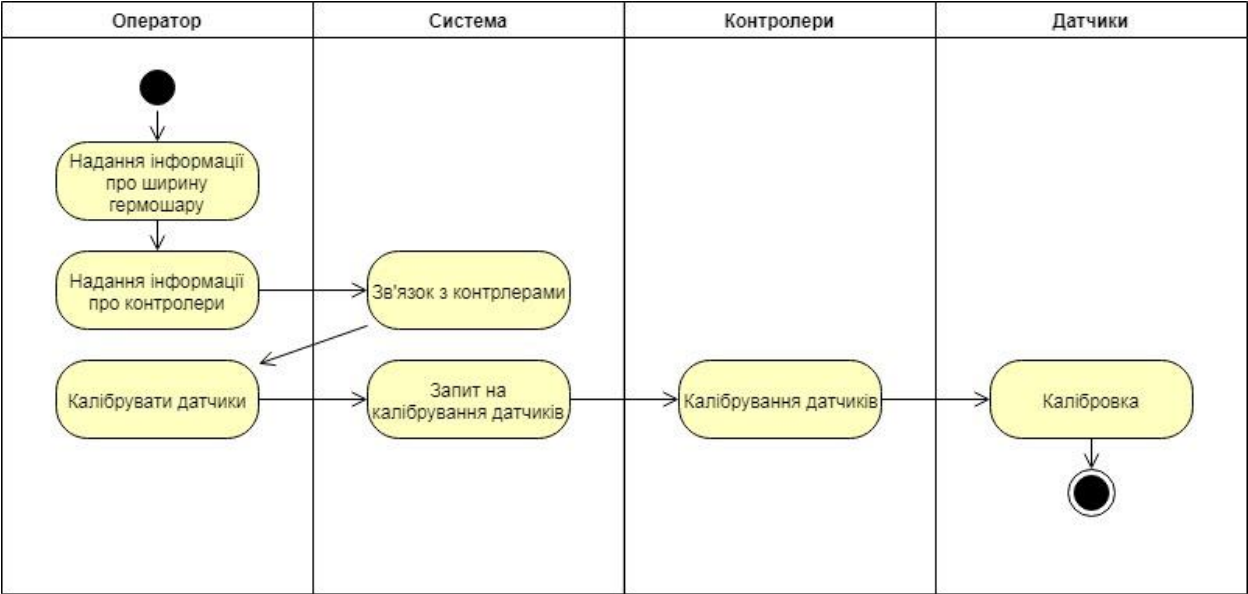 Оператор
Система
Контролери
Датчики
Надання інформації
про ширину
гермошару
Надання інформації
про контролери
Зв'язок з контрлерами
Калібрувати датчики
Запит на
калібрування датчиків
Калібрування датчиків
Калібровка